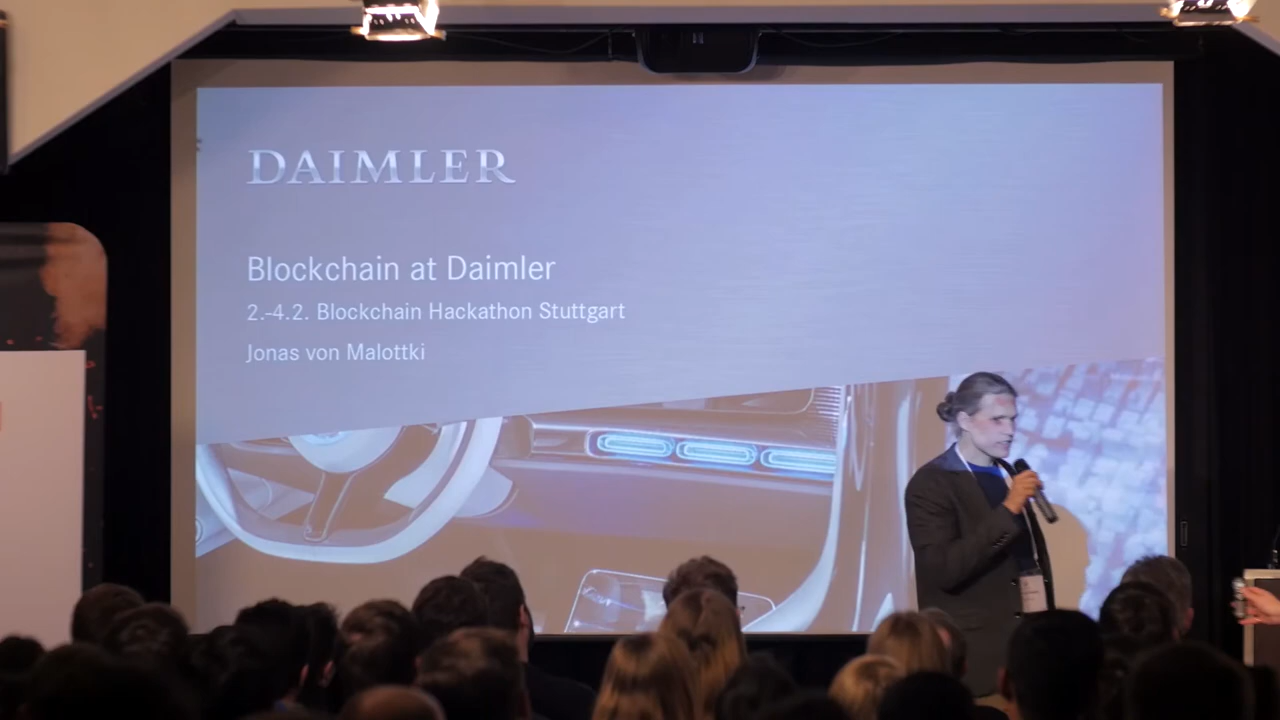 DAIMLER
Blockchain at Daimler
2.-4.2. Blockchain Hackathon Stuttgart
Jonas von Malottki